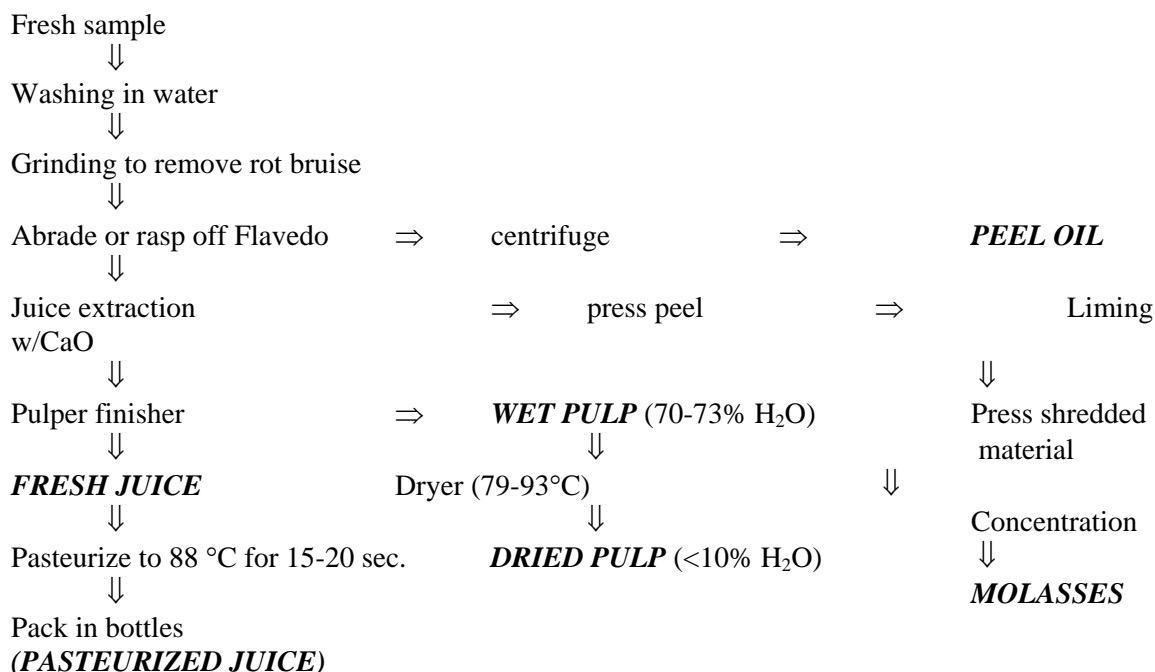 Fresh sample
⇓
Washing in water
⇓
Grinding to remove rot bruise
⇓
Abrade or rasp off Flavedo ⇒ centrifuge ⇒ PEEL OIL
⇓
Juice extraction ⇒ press peel ⇒ Liming
w/CaO
⇓ ⇓
Pulper finisher ⇒ WET PULP (70-73% H₂O) Press shredded
⇓ ⇓ material
FRESH JUICE Dryer (79-93°C) ⇓
⇓ ⇓ Concentration
Pasteurize to 88 °C for 15-20 sec. DRIED PULP (<10% H₂O) ⇓
⇓ MOLASSES
Pack in bottles
(PASTEURIZED JUICE)